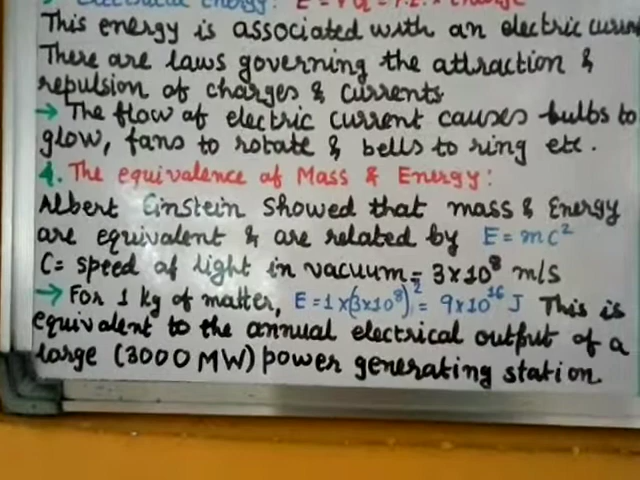 Energy: E =
This energy is associated with an electric
There are laws governing the attraction &
repulsion of charges & currents
→ The flow of electric current causes bulbs to
glow, fans to rotate & bells to ring etc.
4. The equivalence of Mass & Energy:
Albert Einstein showed that mass & Energy
are equivalent & are related by E = mc²
C = speed of light in vacuum = 3×10⁸ m/s
→ For 1 kg of matter, E = 1×(3×10⁸)² = 9×10¹⁶ J This is
equivalent to the annual electrical output of a
large (3000 MW) power generating station.